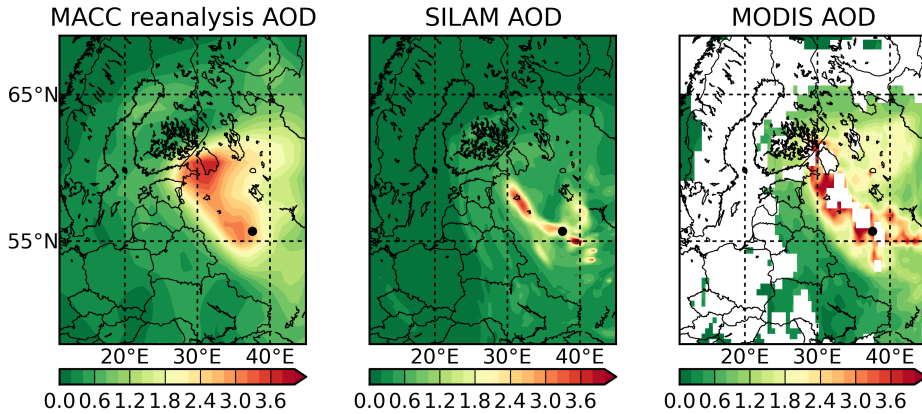 MACC reanalysis AOD
SILAM AOD
MODIS AOD
65°N
55°N
20°E 30°E 40°E
20°E 30°E 40°E
20°E 30°E 40°E
0.0 0.6 1.2 1.8 2.4 3.0 3.6
0.0 0.6 1.2 1.8 2.4 3.0 3.6
0.0 0.6 1.2 1.8 2.4 3.0 3.6